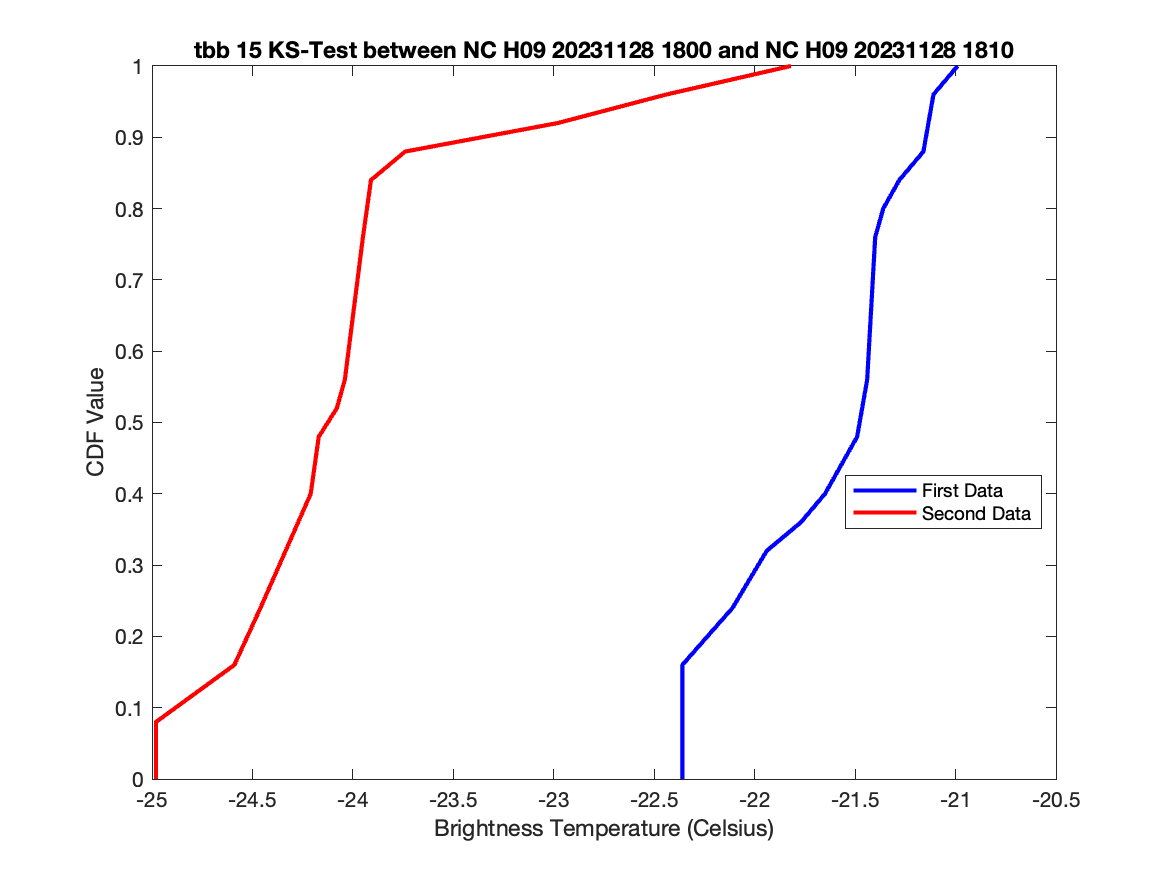 tbb 15 KS-Test between NC H09 20231128 1800 and NC H09 20231128 1810
1
0.9
0.8
0.7
0.6
0.5
0.4
0.3
0.2
0.1
0
CDF Value
First Data
Second Data
-25 -24.5 -24 -23.5 -23 -22.5 -22 -21.5 -21 -20.5
Brightness Temperature (Celsius)